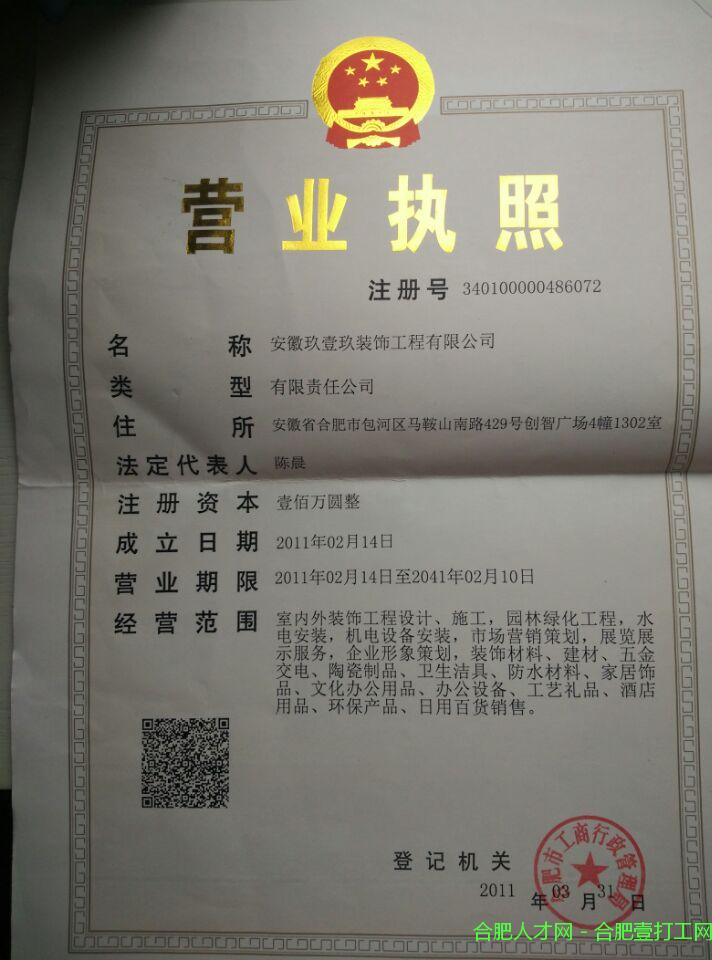 营业执照
注册号 340100000486072
名称 安徽玖壹玖装饰工程有限公司
类型 有限责任公司
住所 安徽省合肥市包河区马鞍山南路429号创智广场4幢1302室
法定代表人 陈晨
注册资本 壹佰万圆整
成立日期 2011年02月14日
营业期限 2011年02月14日至2041年02月10日
经营范围 室内外装饰工程设计、施工，园林绿化工程，水
电安装，机电设备安装，市场营销策划，展览展
示服务，企业形象策划，装饰材料、建材、五金
交电、陶瓷制品、卫生洁具、防水材料、家居饰
品、文化办公用品、办公设备、工艺礼品、酒店
用品、环保产品、日用百货销售。
登记机关
合肥市工商行政管理局
2011年03月31日
合肥人才网－合肥壹打工网